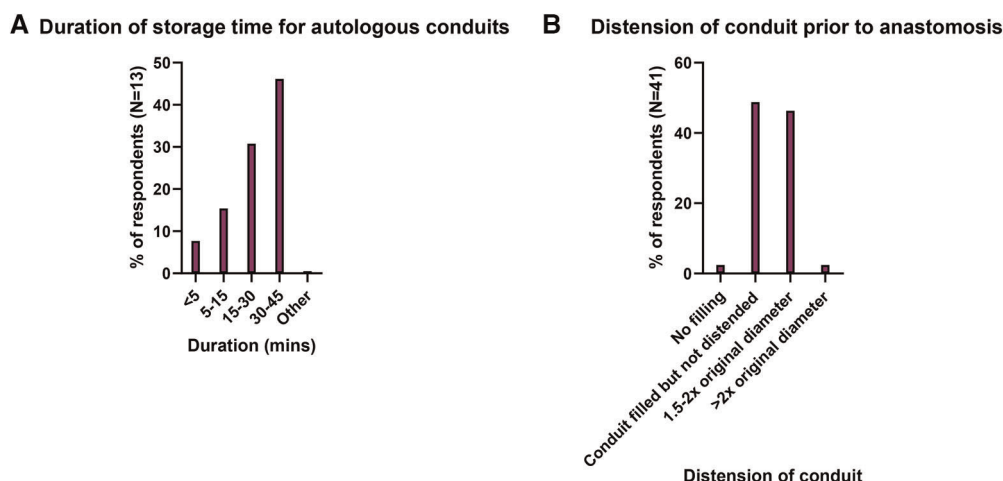 A Duration of storage time for autologous conduits
% of respondents (N=13)
50
40
30
20
10
0
<5
5-15
15-30
30-45
Other
Duration (mins)
B Distension of conduit prior to anastomosis
% of respondents (N=41)
60
40
20
0
No filling
Conduit filled but not distended
1.5-2x original diameter
>2x original diameter
Distension of conduit